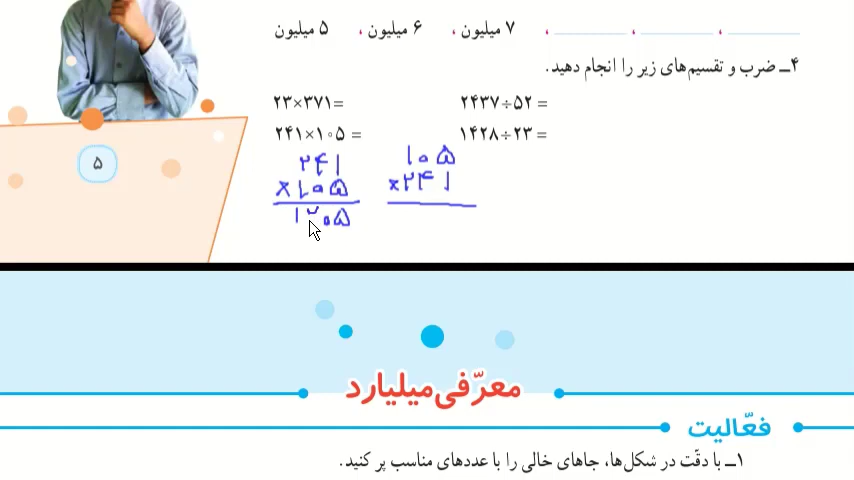 ۵ میلیون ، ۶ میلیون ، ۷ میلیون ، ، ،
۴ــ ضرب و تقسیم‌های زیر را انجام دهید.
۲۳×۳۷۱= ۲۴۳۷÷۵۲ =
۲۴۱×۱۰۵ = ۱۴۲۸÷۲۳ =
۵
۲۴۱ ۱۰۵
×۱۰۵ ×۲۴۱
۱۲۰۵
معرّفی میلیارد
فعّالیت
۱ــ با دقّت در شکل‌ها، جاهای خالی را با عددهای مناسب پر کنید.